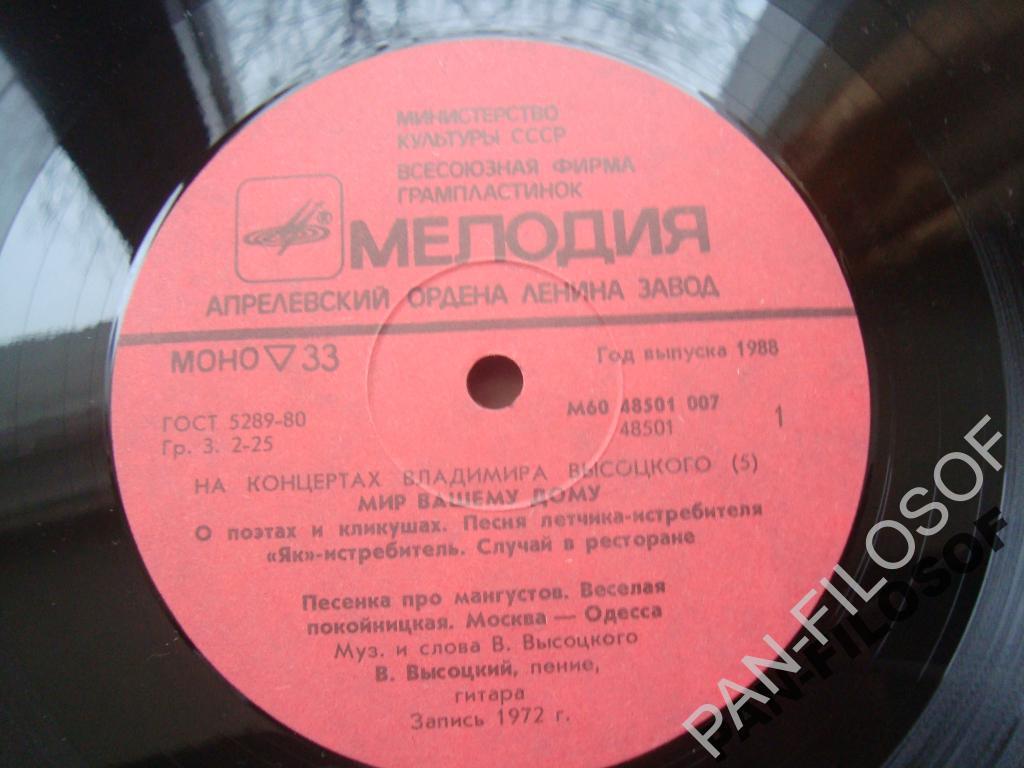 МИНИСТЕРСТВО
КУЛЬТУРЫ СССР
ВСЕСОЮЗНАЯ ФИРМА
ГРАМПЛАСТИНОК
®
МЕЛОДИЯ
АПРЕЛЕВСКИЙ ОРДЕНА ЛЕНИНА ЗАВОД
МОНО ▽ 33
Год выпуска 1988
ГОСТ 5289-80
Гр. 3. 2-25
М60 48501 007
48501
1
НА КОНЦЕРТАХ ВЛАДИМИРА ВЫСОЦКОГО (5)
МИР ВАШЕМУ ДОМУ
О поэтах и кликушах. Песня летчика-истребителя
«Як»-истребитель. Случай в ресторане
Песенка про мангустов. Веселая
покойницкая. Москва — Одесса
Муз. и слова В. Высоцкого
В. Высоцкий, пение,
гитара
Запись 1972 г.
PAN-FILOSOF
PAN-FILOSOF